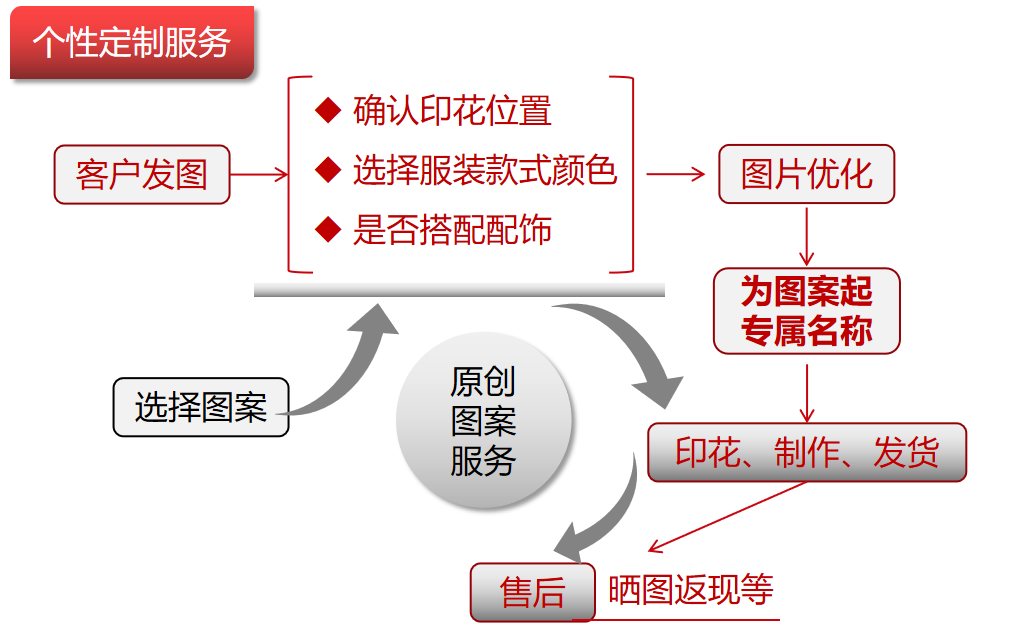 个性定制服务
客户发图
确认印花位置
选择服装款式颜色
是否搭配配饰
图片优化
为图案起
专属名称
选择图案
原创
图案
服务
印花、制作、发货
售后
晒图返现等